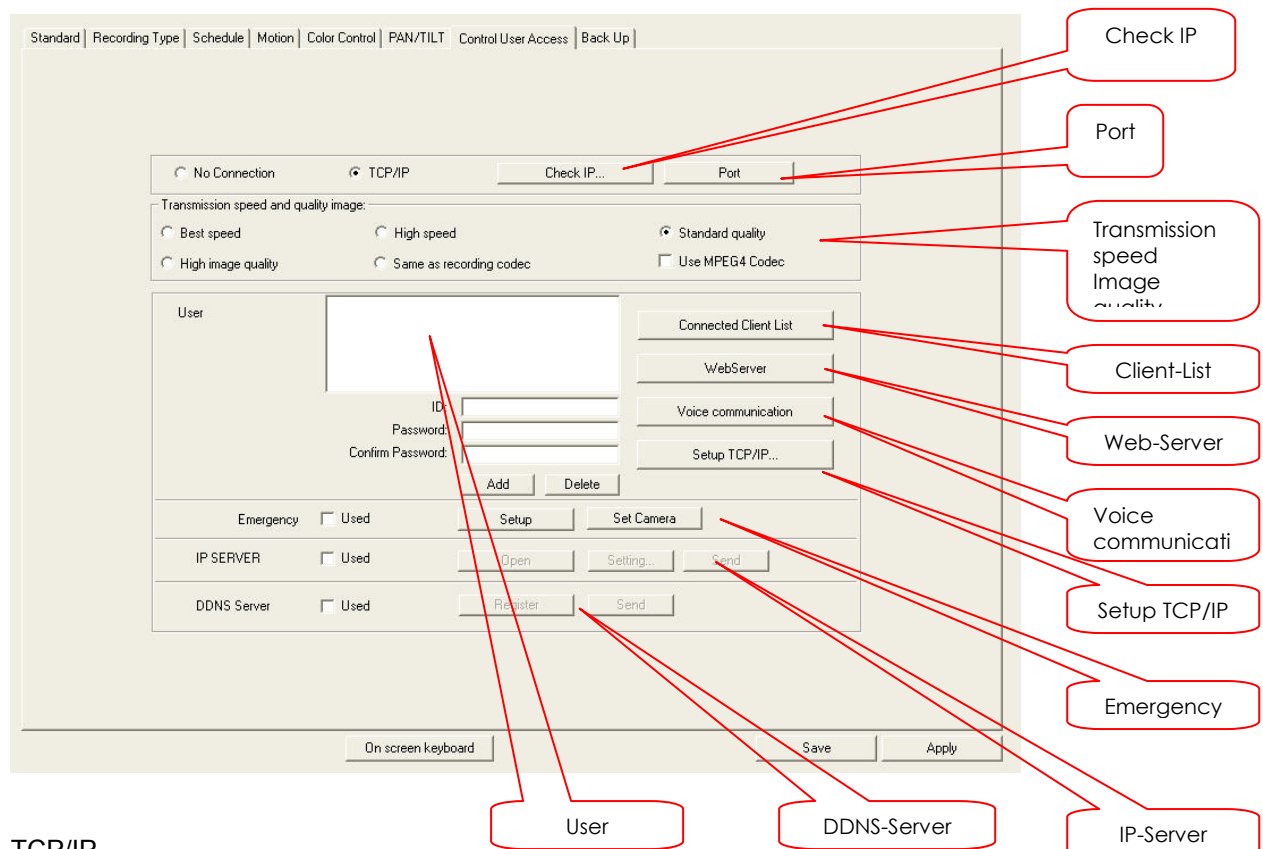 Standard Recording Type Schedule Motion Color Control PAN/TILT Control User Access Back Up
Check IP
Port
No Connection TCP/IP Check IP... Port
Transmission speed and quality image:
Best speed High speed Standard quality
High image quality Same as recording codec Use MPEG4 Codec
Transmission
speed
Image
quality
User
Connected Client List
WebServer
Voice communication
Setup TCP/IP...
ID:
Password:
Confirm Password:
Add Delete
Client-List
Web-Server
Voice
communicati
Setup TCP/IP
Emergency Used Setup Set Camera
IP SERVER Used Open Setting... Send
DDNS Server Used Register Send
Emergency
On screen keyboard Save Apply
User
DDNS-Server
IP-Server
TCP/IP